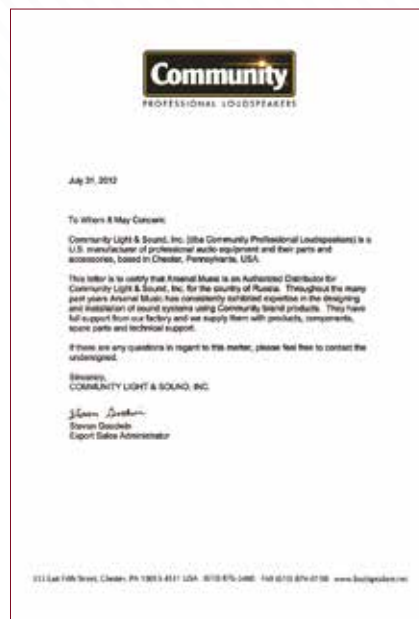 Community
PROFESSIONAL LOUDSPEAKERS
July 31, 2012
To Whom It May Concern:
Community Light & Sound, Inc. (dba Community Professional Loudspeakers) is a
U.S. manufacturer of professional audio equipment and their parts and
accessories, based in Chester, Pennsylvania, USA.
This letter is to certify that Arsenal Music is an Authorized Distributor for
Community Light & Sound, Inc. for the country of Russia. Throughout the many
past years Arsenal Music has consistently exhibited expertise in the designing
and installation of sound systems using Community brand products. They have
full support from our factory and we supply them with products, components,
spare parts and technical support.
If there are any questions in regard to this matter, please feel free to contact the
undersigned.
Sincerely,
COMMUNITY LIGHT & SOUND, INC.
Steven Goodwin
Export Sales Administrator
East Fifth Street, Chester, PA USA